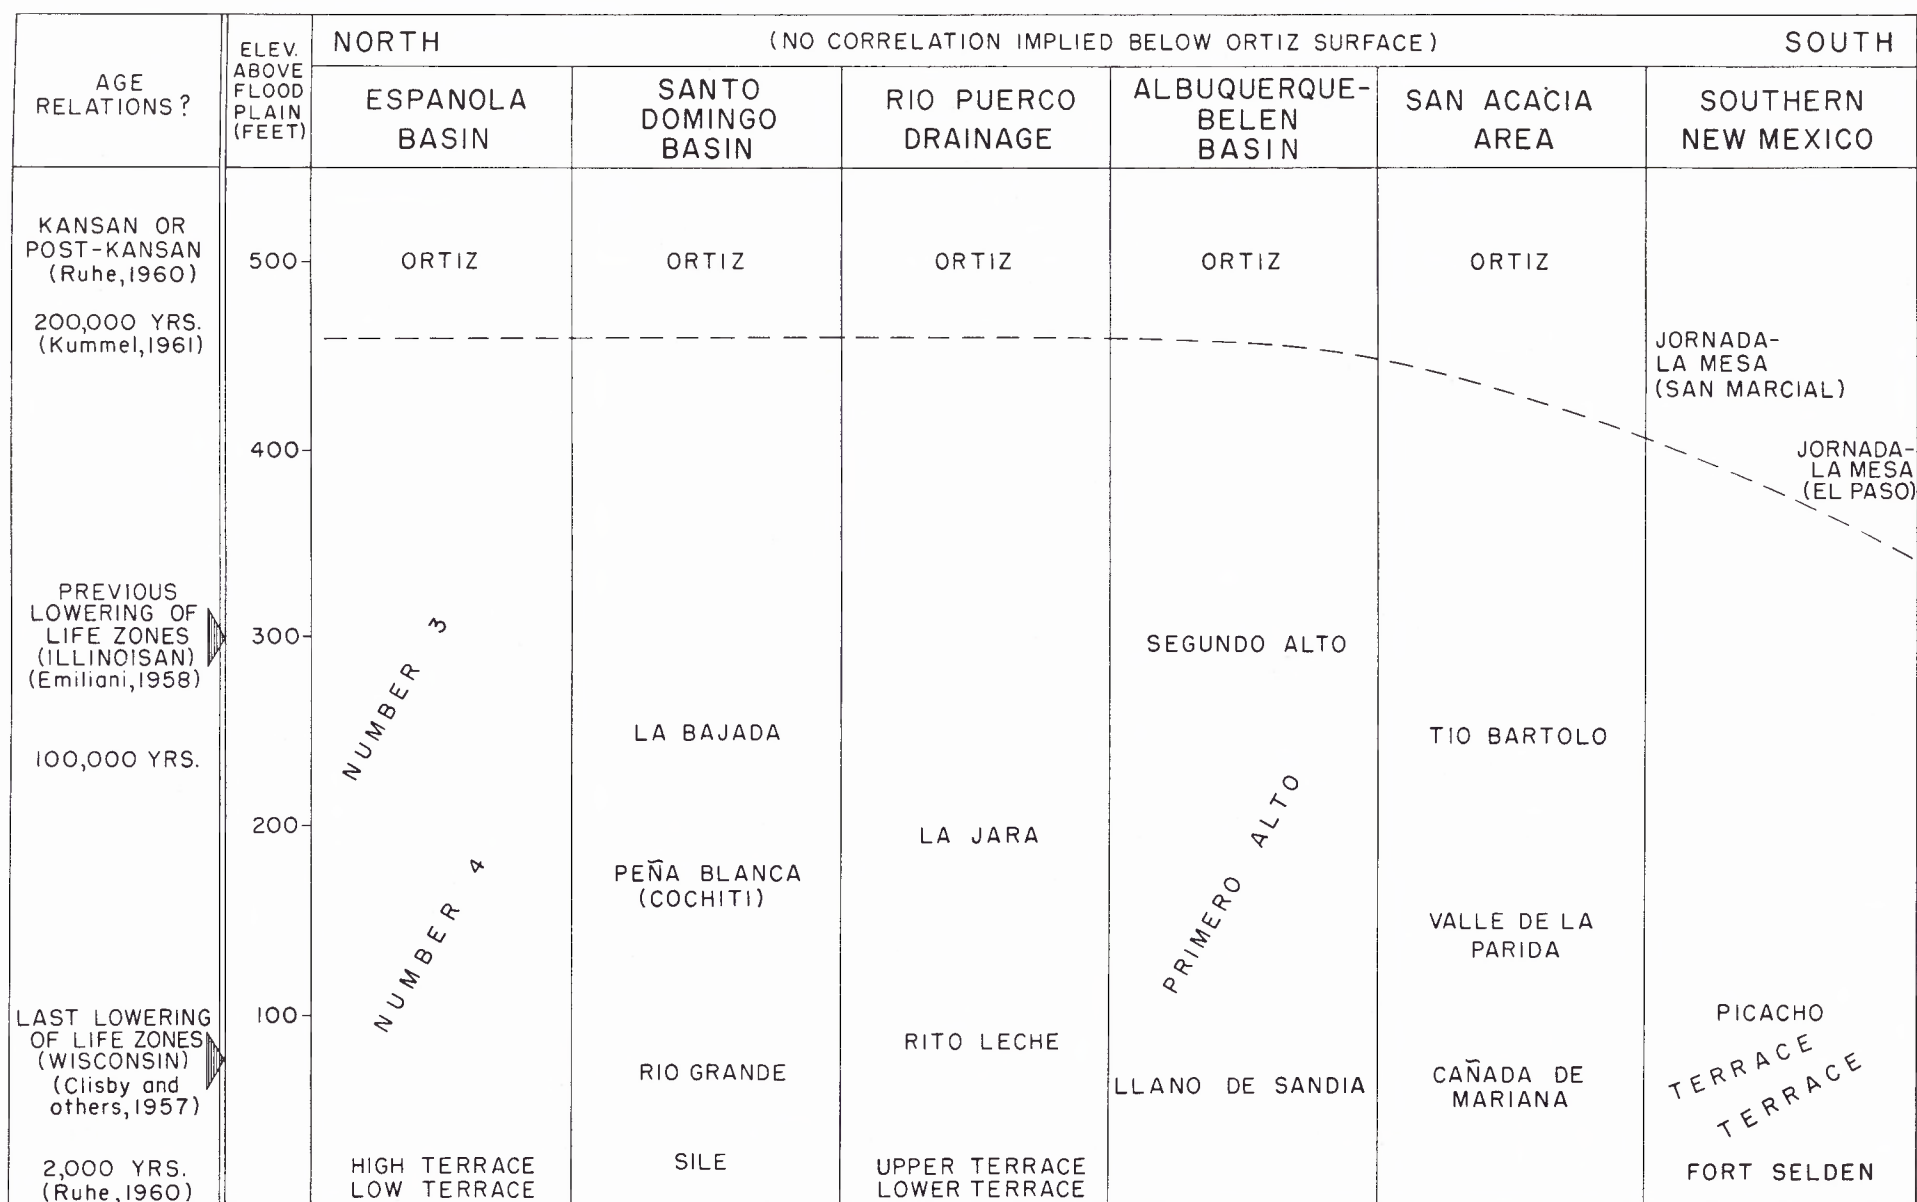 AGE
RELATIONS?
ELEV.
ABOVE
FLOOD
PLAIN
(FEET)
NORTH
(NO CORRELATION IMPLIED BELOW ORTIZ SURFACE)
SOUTH
ESPANOLA
BASIN
SANTO
DOMINGO
BASIN
RIO PUERCO
DRAINAGE
ALBUQUERQUE-
BELEN
BASIN
SAN ACACIA
AREA
SOUTHERN
NEW MEXICO
KANSAN OR
POST-KANSAN
(Ruhe,1960)
200,000 YRS.
(Kummel,1961)
PREVIOUS
LOWERING OF
LIFE ZONES
(ILLINOISAN)
(Emiliani,1958)
100,000 YRS.
LAST LOWERING
OF LIFE ZONES
(WISCONSIN)
(Clisby and
others,1957)
2,000 YRS.
(Ruhe,1960)
500
400
300
200
100
ORTIZ
NUMBER 3
NUMBER 4
HIGH TERRACE
LOW TERRACE
ORTIZ
LA BAJADA
PEÑA BLANCA
(COCHITI)
RIO GRANDE
SILE
ORTIZ
LA JARA
RITO LECHE
UPPER TERRACE
LOWER TERRACE
ORTIZ
SEGUNDO ALTO
PRIMERO ALTO
LLANO DE SANDIA
ORTIZ
TIO BARTOLO
VALLE DE LA
PARIDA
CAÑADA DE
MARIANA
JORNADA-
LA MESA
(SAN MARCIAL)
JORNADA-
LA MESA
(EL PASO)
PICACHO
TERRACE
TERRACE
FORT SELDEN